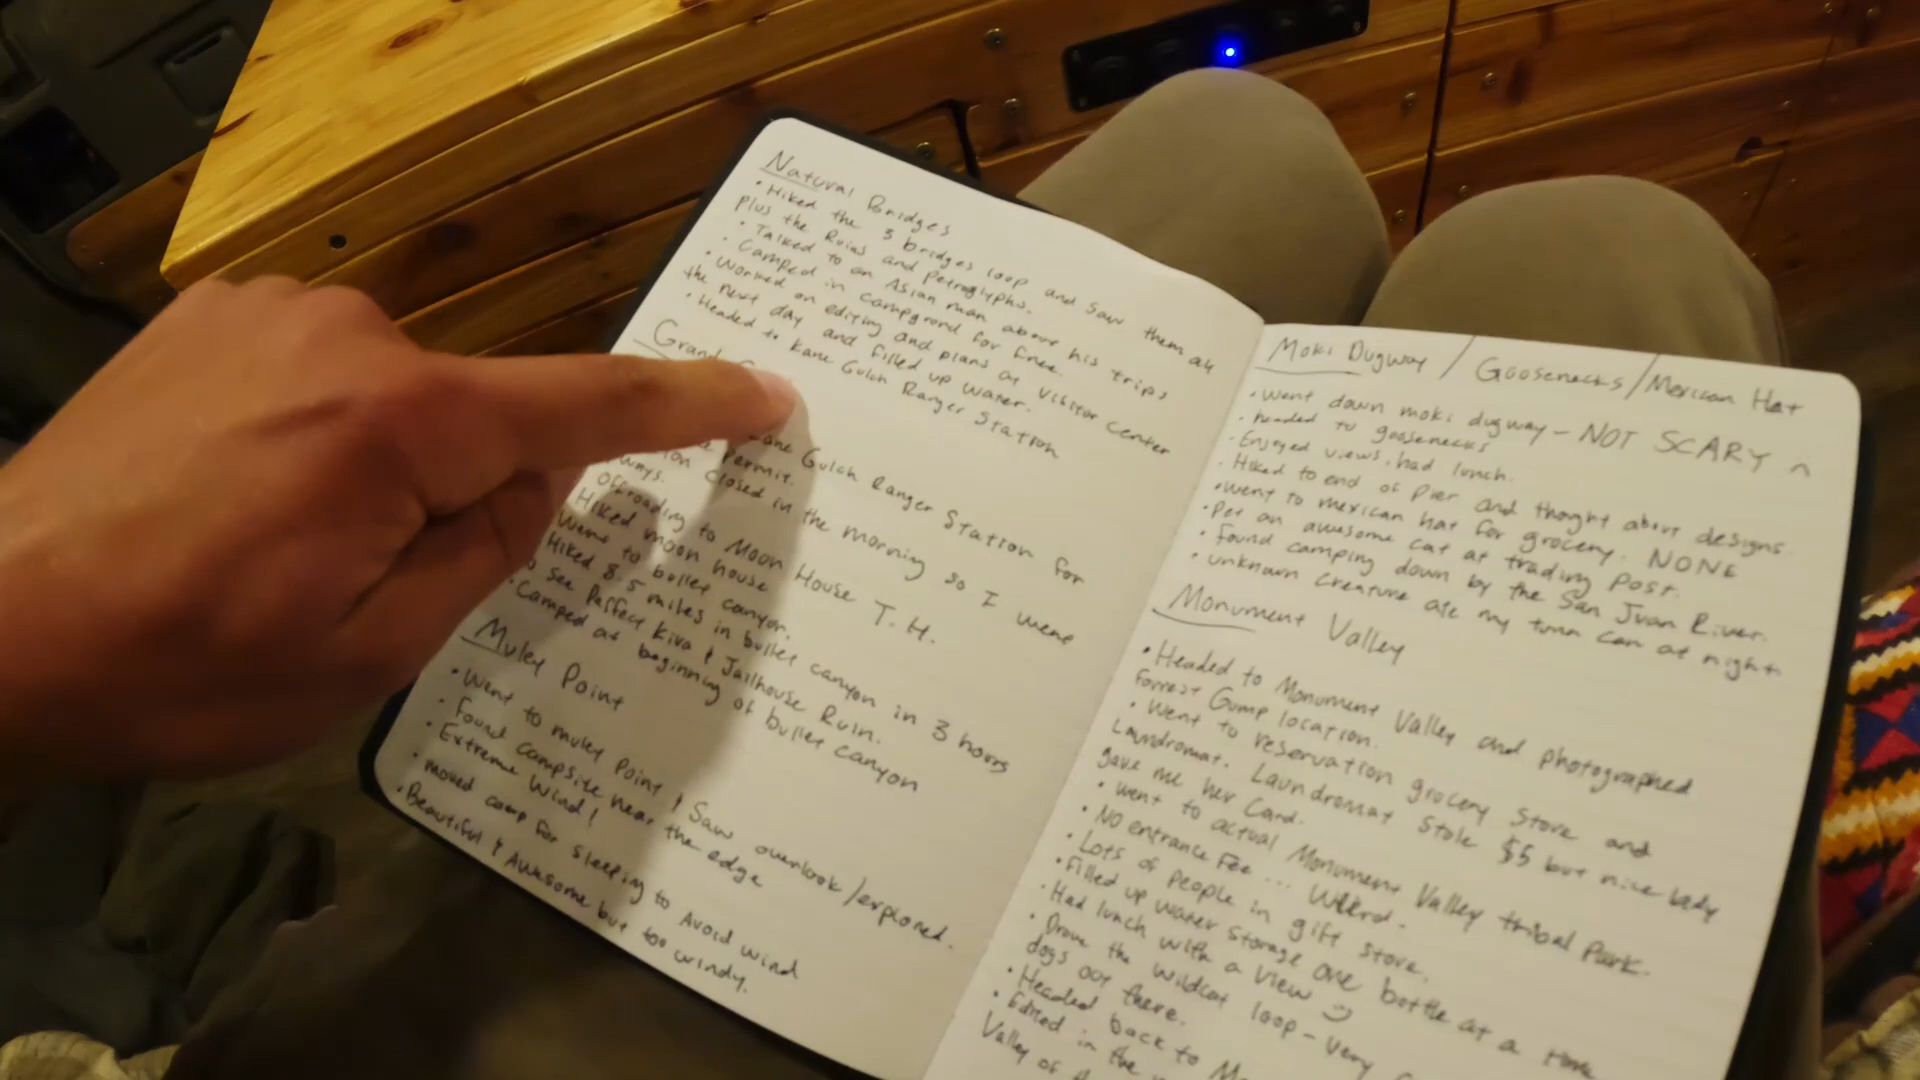 Natural Bridges
• Hiked the 3 bridges loop and saw them all
plus the Ruins and Petroglyphs.
• Talked to an Asian man about his trips
• Camped in campgrond for free.
• Worked on editing and plans at visitor center
the next day and filled up water.
• Headed to Kane Gulch Ranger Station
Grand
Kane Gulch Ranger Station for
permit.
closed in the morning so I went
Offroading to Moon House T.H.
Hiked moon house
Went to bullet canyon.
Hiked 8.5 miles in bullet canyon in 3 hours
to see Perfect Kiva & Jailhouse Ruin.
• Camped at beginning of bullet canyon
Muley Point
• Went to muley Point & Saw overlook/explored.
• Found campsite near the edge
• Extreme Wind!
• moved camp for sleeping to avoid wind
• Beautiful & Awesome but too windy.
Moki Dugway / Goosenecks / Mexican Hat
• Went down moki dugway - NOT SCARY
• headed to goosenecks
• Enjoyed views, had lunch.
• Hiked to end of pier and thoght about designs.
• went to mexican hat for grocery. NONE
• Pet an awesome cat at trading Post.
• Found camping down by the San Juan River.
• unknown creature ate my tuna can at night
Monument Valley
• Headed to Monument Valley and photographed
Forrest Gump location.
• Went to reservation grocery store and
Laundromat. Laundromat stole $5 but nice lady
gave me her card.
• Went to actual Monument Valley tribal Park.
• NO entrance Fee... Weird.
• Lots of people in gift store.
• Filled up water storage one bottle at a time
• Had lunch with a view
• Drove the wildcat loop - very
dogs out there.
• Headed back to
• Edited in the
Valley of